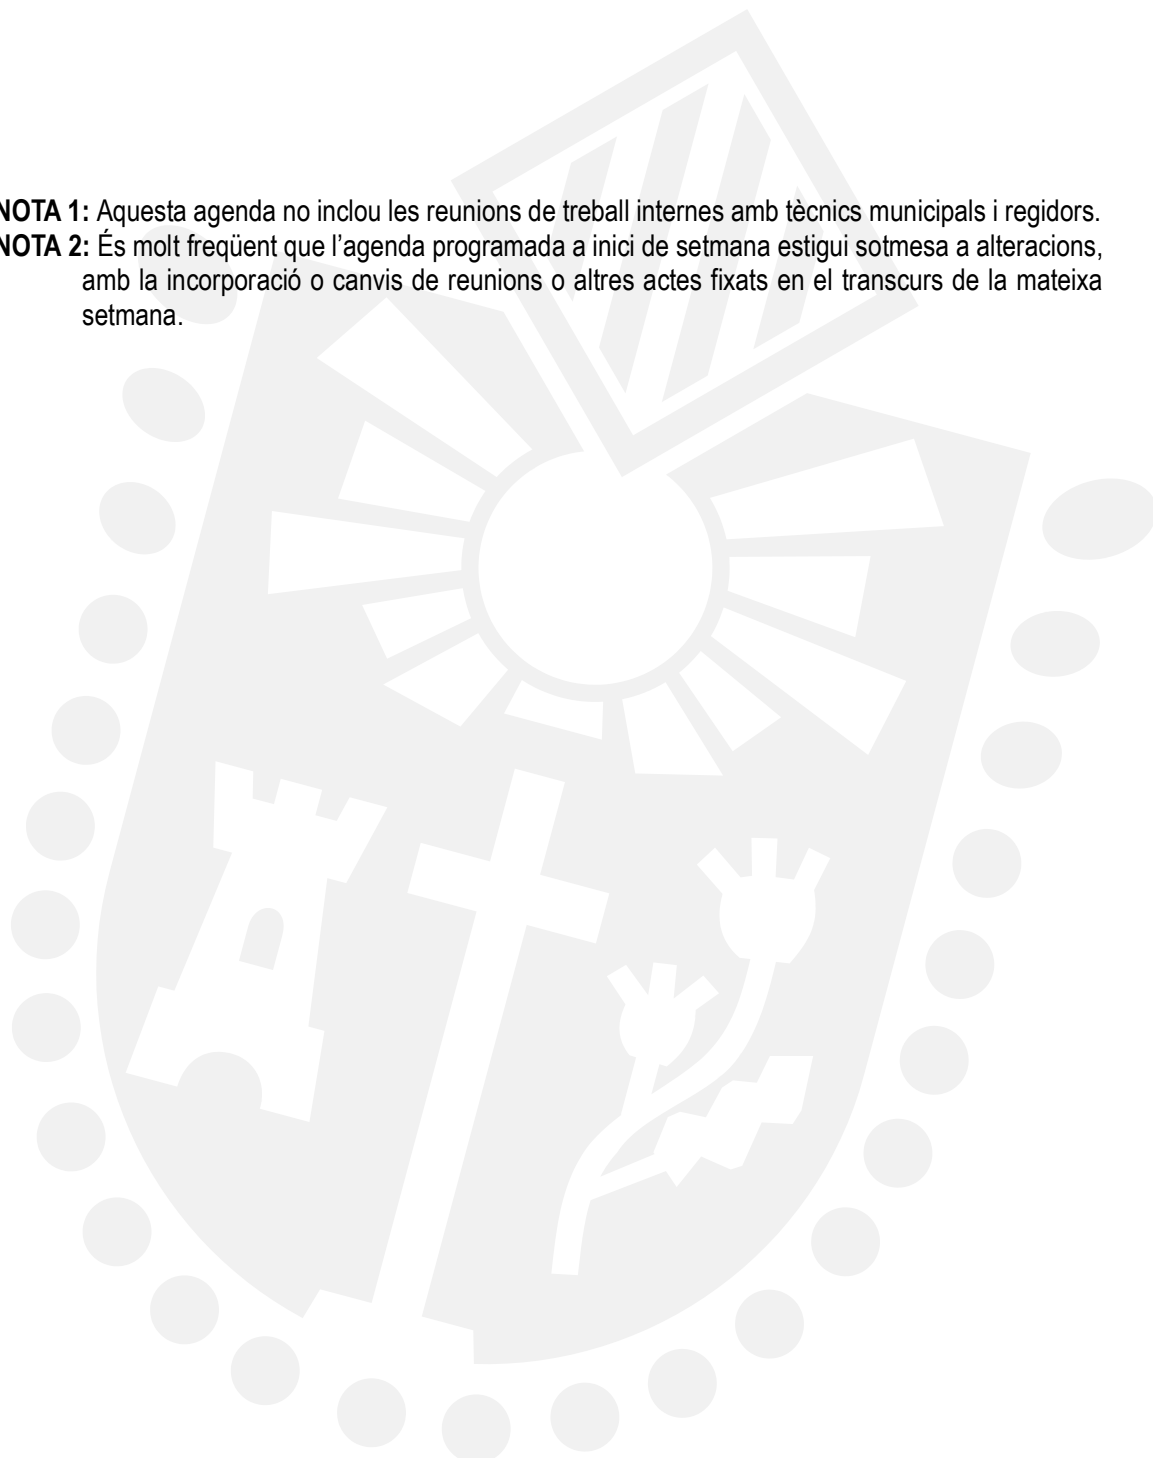 NOTA 1: Aquesta agenda no inclou les reunions de treball internes amb tècnics municipals i regidors.
NOTA 2: És molt freqüent que l’agenda programada a inici de setmana estigui sotmesa a alteracions,
amb la incorporació o canvis de reunions o altres actes fixats en el transcurs de la mateixa
setmana.